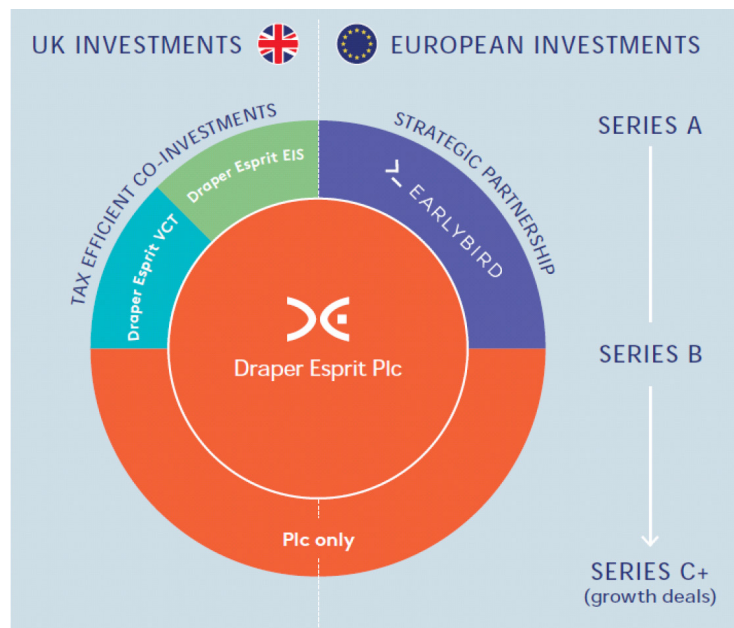 UK INVESTMENTS
EUROPEAN INVESTMENTS
TAX EFFICIENT CO-INVESTMENTS
STRATEGIC PARTNERSHIP
Draper Esprit VCT
Draper Esprit EIS
EARLYBIRD
Draper Esprit Plc
Plc only
SERIES A
SERIES B
SERIES C+
(growth deals)